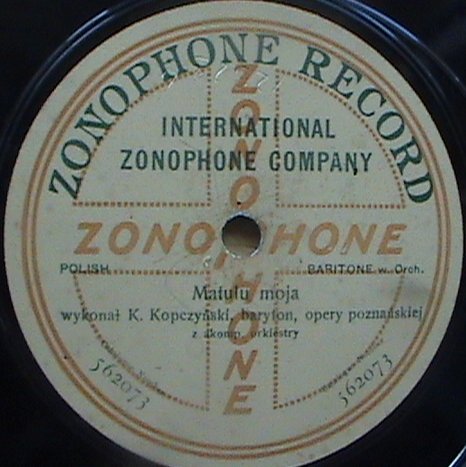 ZONOPHONE RECORD
INTERNATIONAL
ZONOPHONE COMPANY
ZONOPHONE
ZONOPHONE
POLISH
BARITONE w. Orch.
Matulu moja
wykonał K. Kopczyński, baryton, opery poznańskiej
z akomp. orkiestry
562073
562073